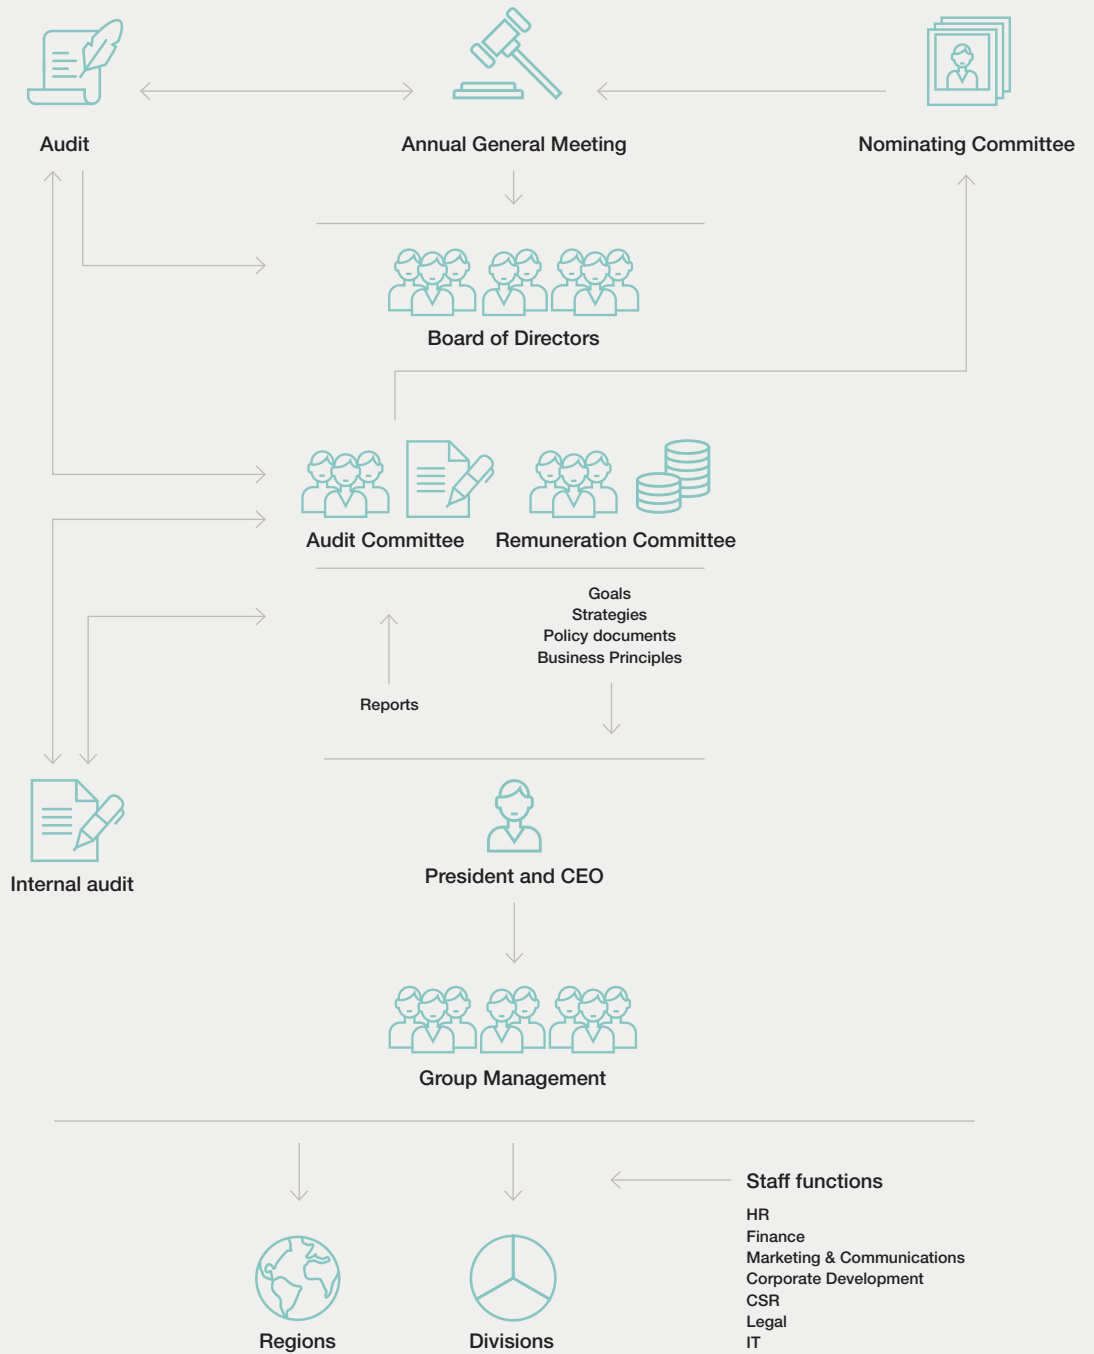 Audit
Annual General Meeting
Nominating Committee
Board of Directors
Audit Committee
Remuneration Committee
Goals
Strategies
Policy documents
Business Principles
Reports
Internal audit
President and CEO
Group Management
Staff functions
HR
Finance
Marketing & Communications
Corporate Development
CSR
Legal
IT
Regions
Divisions